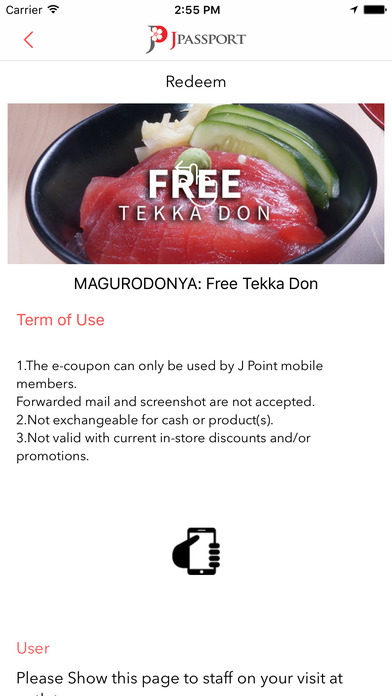 Carrier 2:55 PM
JPASSPORT
Redeem
FREE
TEKKA DON
MAGURODONYA: Free Tekka Don
Term of Use
1.The e-coupon can only be used by J Point mobile
members.
Forwarded mail and screenshot are not accepted.
2.Not exchangeable for cash or product(s).
3.Not valid with current in-store discounts and/or
promotions.
User
Please Show this page to staff on your visit at